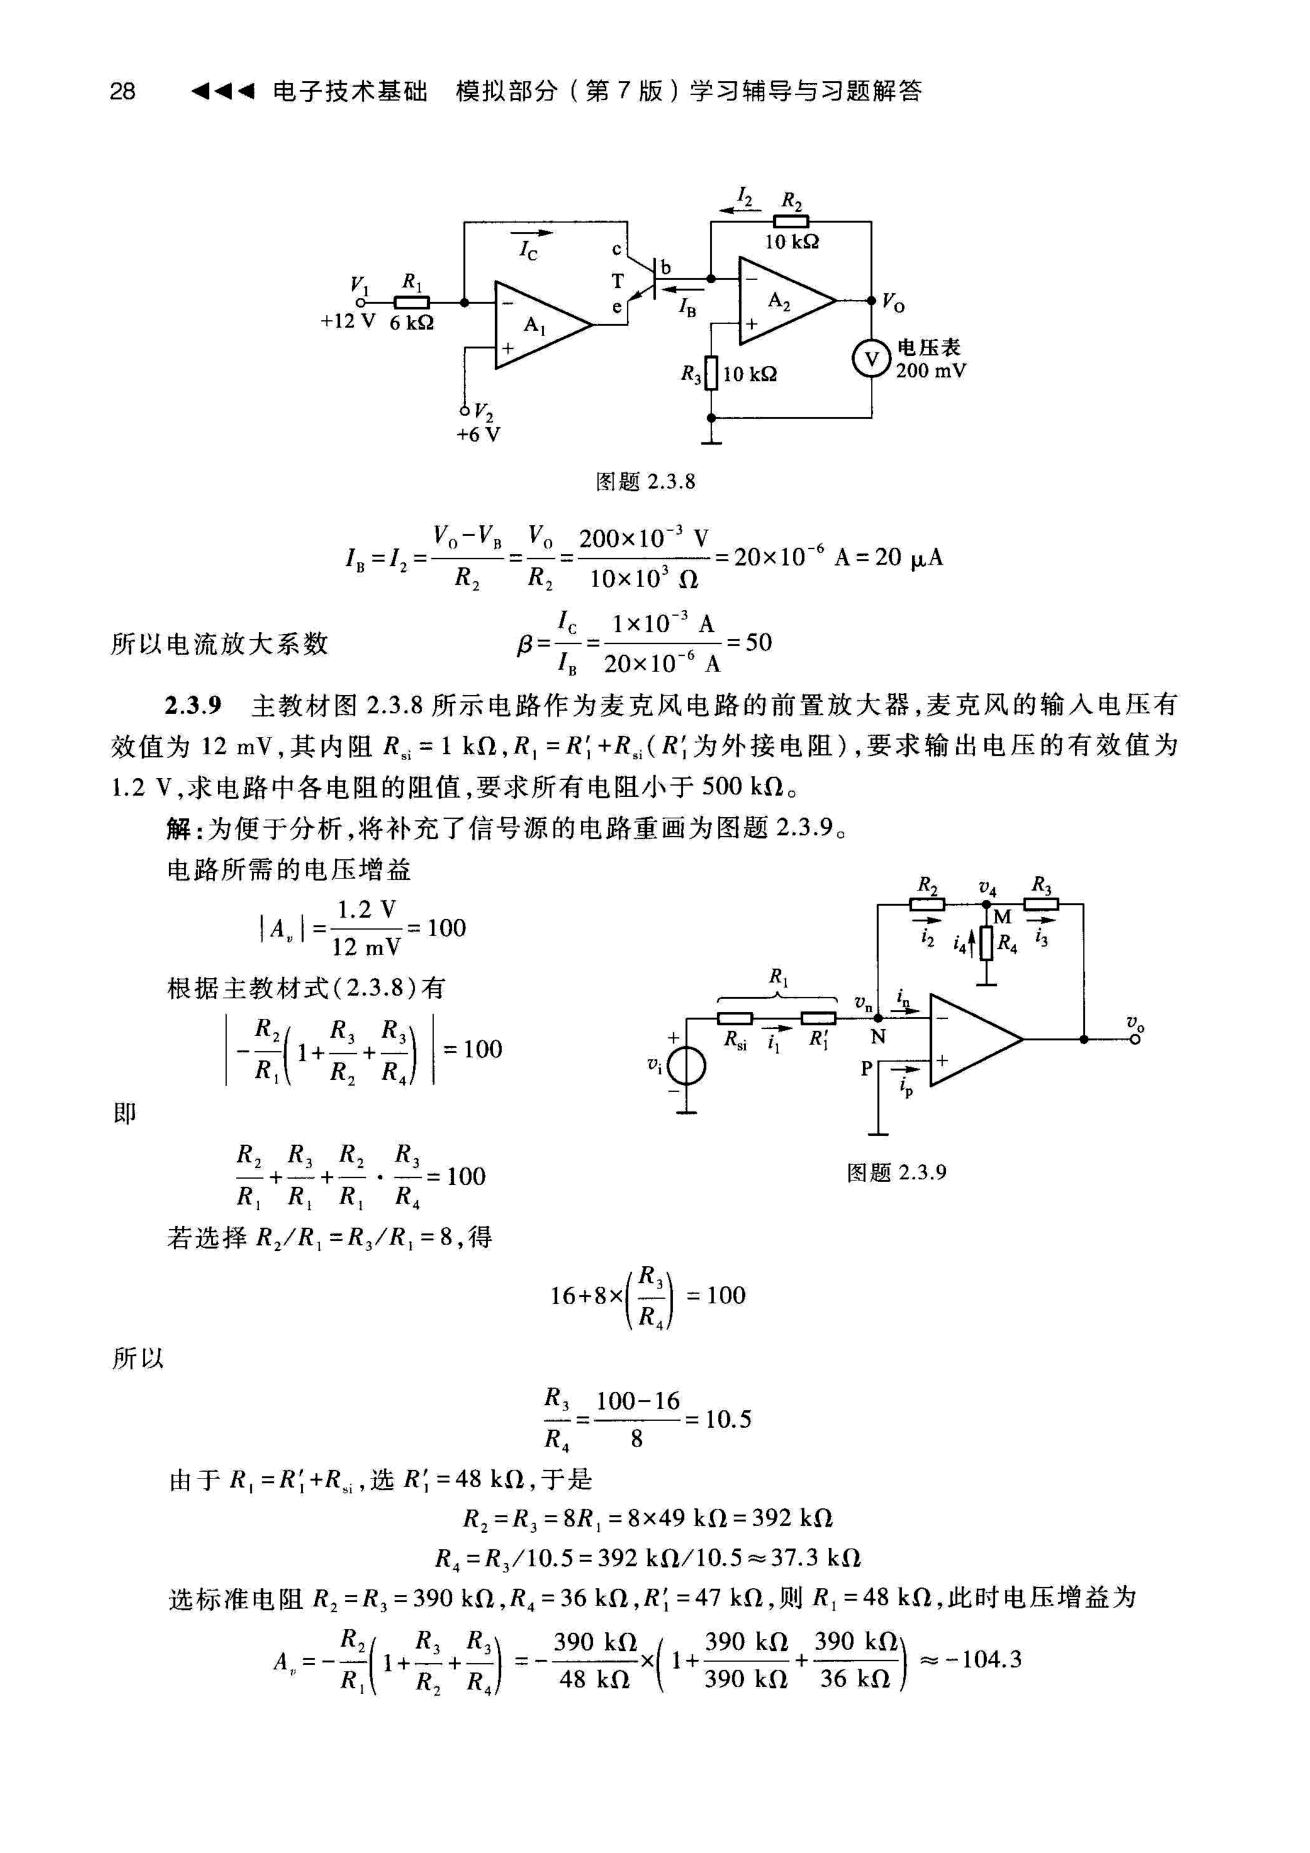 28 ◀◀◀ 电子技术基础 模拟部分（第7版）学习辅导与习题解答
I₂ R₂
10 kΩ
I_C
c
b
T
e
I_B
V₁ R₁
+12 V 6 kΩ
−
A₁
+
−
A₂
+
V_O
V
电压表
200 mV
R₃ 10 kΩ
V₂
+6 V
图题 2.3.8
I_B=I₂=(V_O−V_B)/R₂=V_O/R₂=(200×10⁻³ V)/(10×10³ Ω)=20×10⁻⁶ A=20 μA
所以电流放大系数 β=I_C/I_B=(1×10⁻³ A)/(20×10⁻⁶ A)=50
2.3.9 主教材图 2.3.8 所示电路作为麦克风电路的前置放大器,麦克风的输入电压有
效值为 12 mV,其内阻 R_si=1 kΩ,R₁=R′₁+R_si(R′₁为外接电阻),要求输出电压的有效值为
1.2 V,求电路中各电阻的阻值,要求所有电阻小于 500 kΩ。
解:为便于分析,将补充了信号源的电路重画为图题 2.3.9。
电路所需的电压增益
|A_v|=1.2 V/12 mV=100
根据主教材式(2.3.8)有
|−R₂/R₁(1+R₃/R₂+R₃/R₄)|=100
即
R₂/R₁+R₃/R₁+R₂/R₁·R₃/R₄=100
R₂ v₄ R₃
M
i₂ i₄ R₄ i₃
R₁
v_n i_n
−
+
R_si i₁ R′₁ N
v_i
−
P
i_p
+
v_o
图题 2.3.9
若选择 R₂/R₁=R₃/R₁=8,得
16+8×(R₃/R₄)=100
所以
R₃/R₄=(100−16)/8=10.5
由于 R₁=R′₁+R_si,选 R′₁=48 kΩ,于是
R₂=R₃=8R₁=8×49 kΩ=392 kΩ
R₄=R₃/10.5=392 kΩ/10.5≈37.3 kΩ
选标准电阻 R₂=R₃=390 kΩ,R₄=36 kΩ,R′₁=47 kΩ,则 R₁=48 kΩ,此时电压增益为
A_v=−R₂/R₁(1+R₃/R₂+R₃/R₄)=−390 kΩ/48 kΩ×(1+390 kΩ/390 kΩ+390 kΩ/36 kΩ)≈−104.3